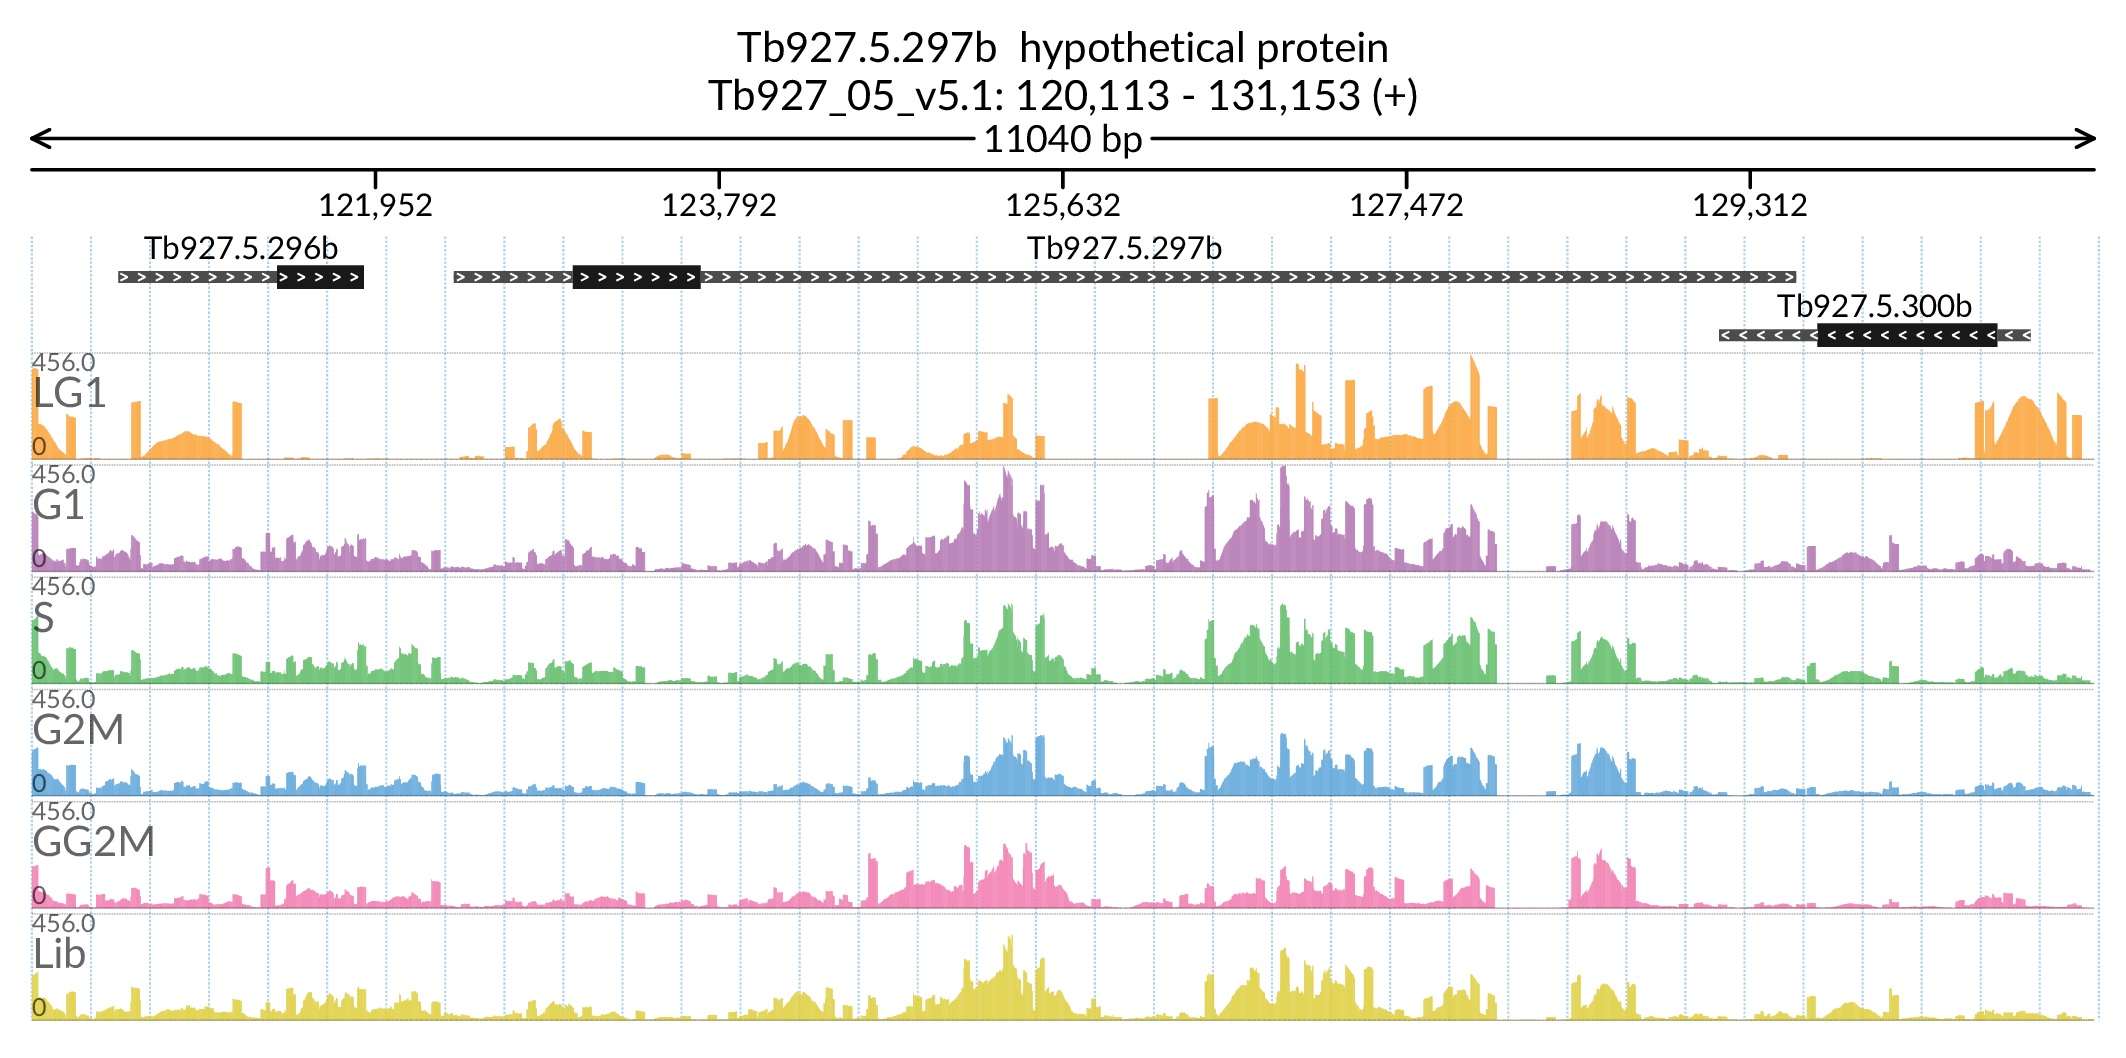 Tb927.5.297b  hypothetical protein
Tb927_05_v5.1: 120,113 - 131,153 (+)
11040 bp
121,952 123,792 125,632 127,472 129,312
Tb927.5.296b Tb927.5.297b
Tb927.5.300b
456.0
LG1
0
456.0
G1
0
456.0
S
0
456.0
G2M
0
456.0
GG2M
0
456.0
Lib
0